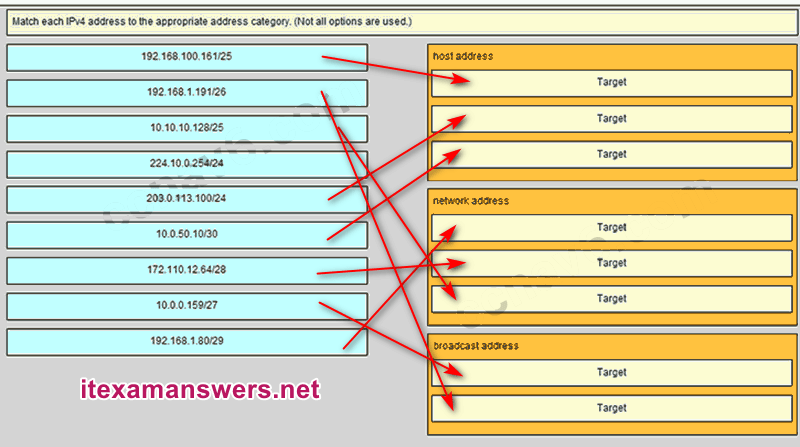 Match each IPv4 address to the appropriate address category. (Not all options are used.)
192.168.100.161/25
192.168.1.191/26
10.10.10.128/25
224.10.0.254/24
203.0.113.100/24
10.0.50.10/30
172.110.12.64/28
10.0.0.159/27
192.168.1.80/29
itexamanswers.net
host address
Target
Target
Target
network address
Target
Target
Target
broadcast address
Target
Target